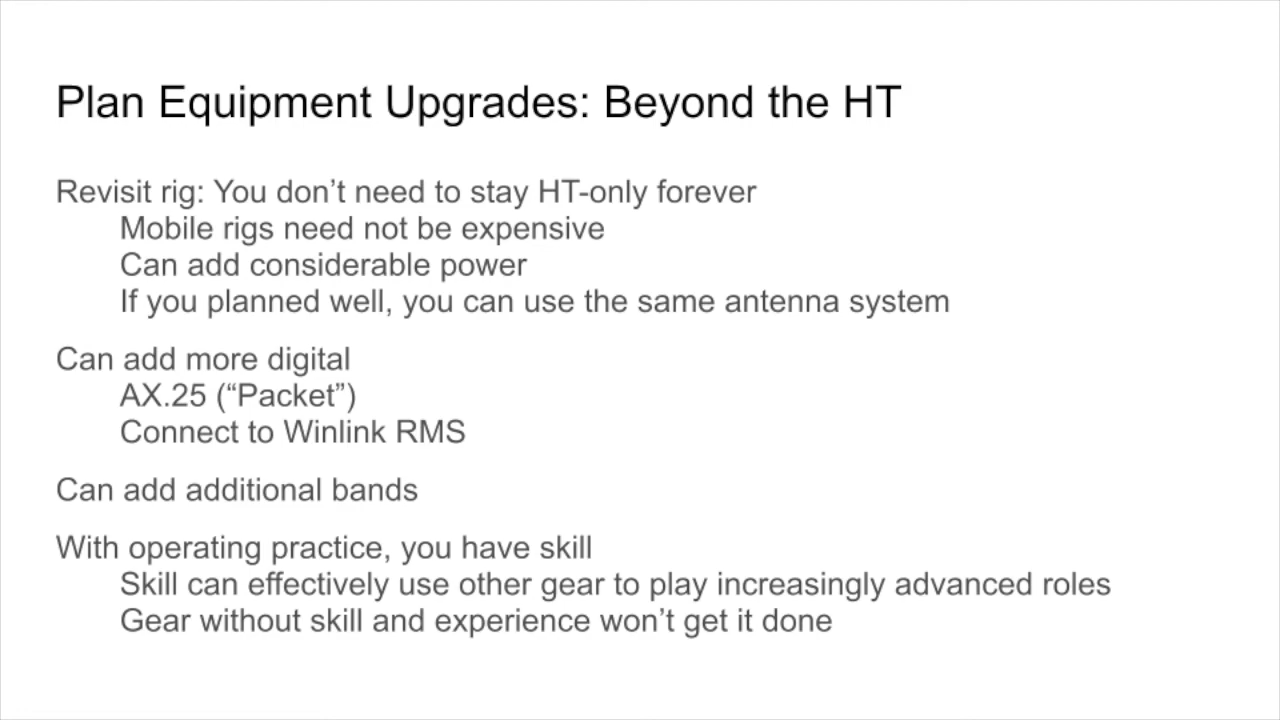 Plan Equipment Upgrades: Beyond the HT
Revisit rig: You don’t need to stay HT-only forever
Mobile rigs need not be expensive
Can add considerable power
If you planned well, you can use the same antenna system
Can add more digital
AX.25 (“Packet”)
Connect to Winlink RMS
Can add additional bands
With operating practice, you have skill
Skill can effectively use other gear to play increasingly advanced roles
Gear without skill and experience won’t get it done